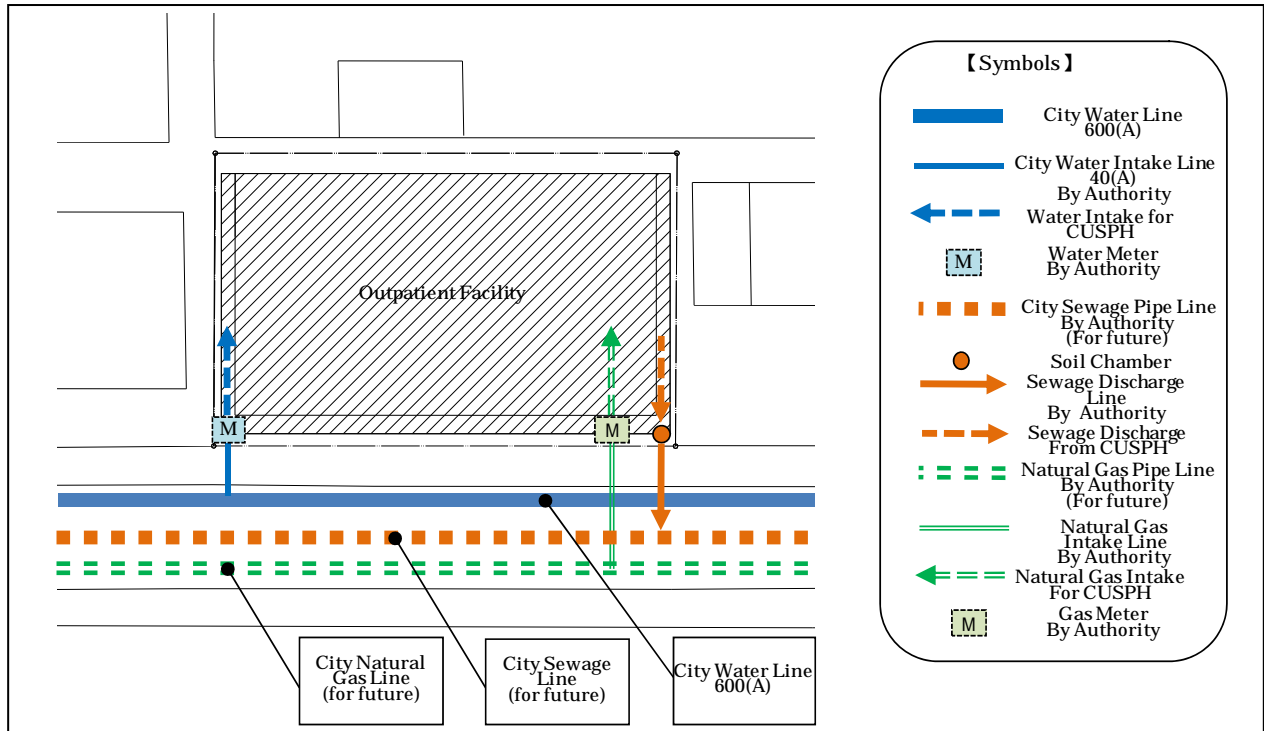 Outpatient Facility
M
M
City Natural
Gas Line
(for future)
City Sewage
Line
(for future)
City Water Line
600(A)
【Symbols】
City Water Line
600(A)
City Water Intake Line
40(A)
By Authority
Water Intake for
CUSPH
M
Water Meter
By Authority
City Sewage Pipe Line
By Authority
(For future)
Soil Chamber
Sewage Discharge
Line
By Authority
Sewage Discharge
From CUSPH
Natural Gas Pipe Line
By Authority
(For future)
Natural Gas
Intake Line
By Authority
Natural Gas Intake
For CUSPH
M
Gas Meter
By Authority